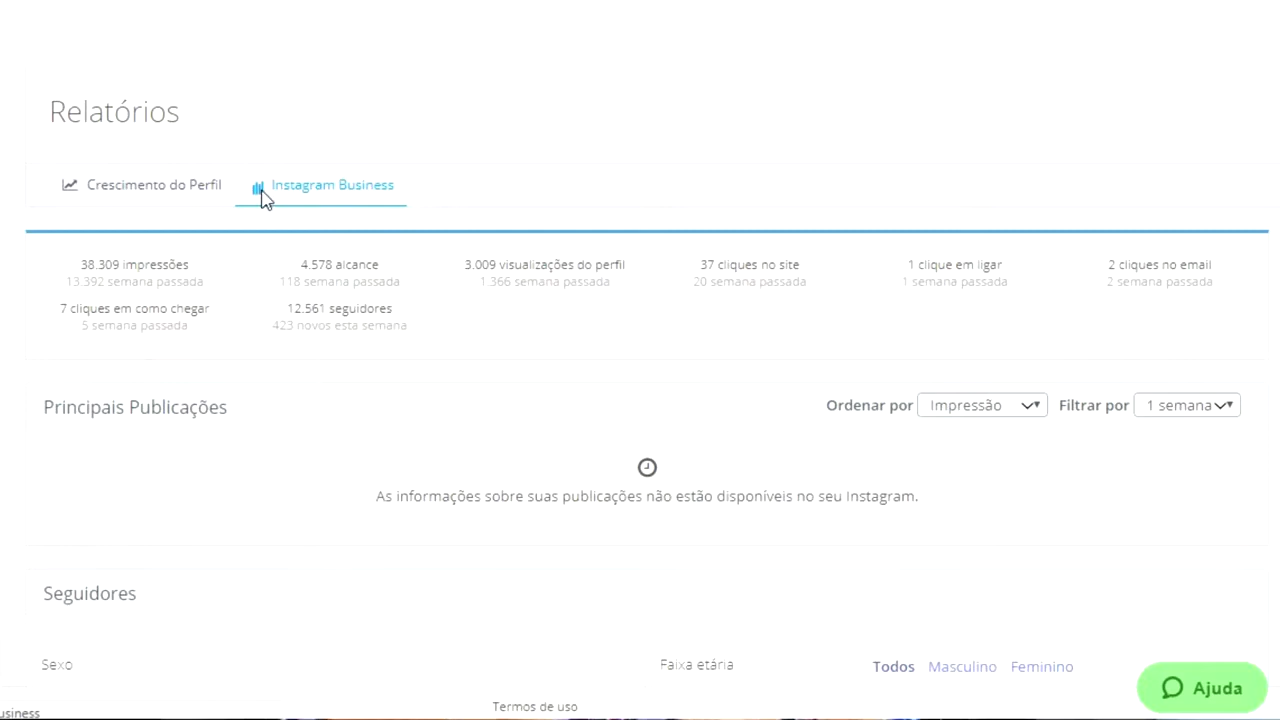 Relatórios
Crescimento do Perfil
Instagram Business
38.309 impressões
13.392 semana passada
4.578 alcance
118 semana passada
3.009 visualizações do perfil
1.366 semana passada
37 cliques no site
20 semana passada
1 clique em ligar
1 semana passada
2 cliques no email
2 semana passada
7 cliques em como chegar
5 semana passada
12.561 seguidores
423 novos esta semana
Principais Publicações
Ordenar por Impressão
Filtrar por 1 semana
As informações sobre suas publicações não estão disponíveis no seu Instagram.
Seguidores
Sexo
Faixa etária
Todos Masculino Feminino
Ajuda
usiness
Termos de uso